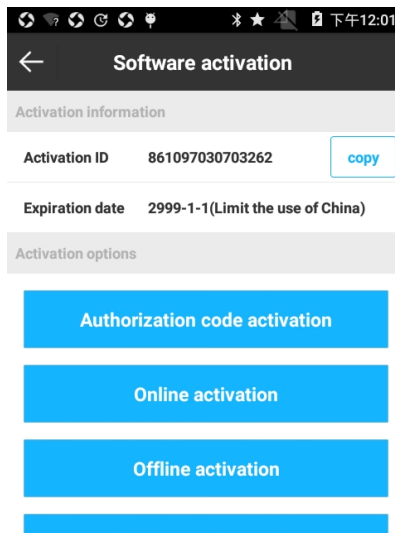 下午12:01
Software activation
Activation information
Activation ID 861097030703262 copy
Expiration date 2999-1-1(Limit the use of China)
Activation options
Authorization code activation
Online activation
Offline activation